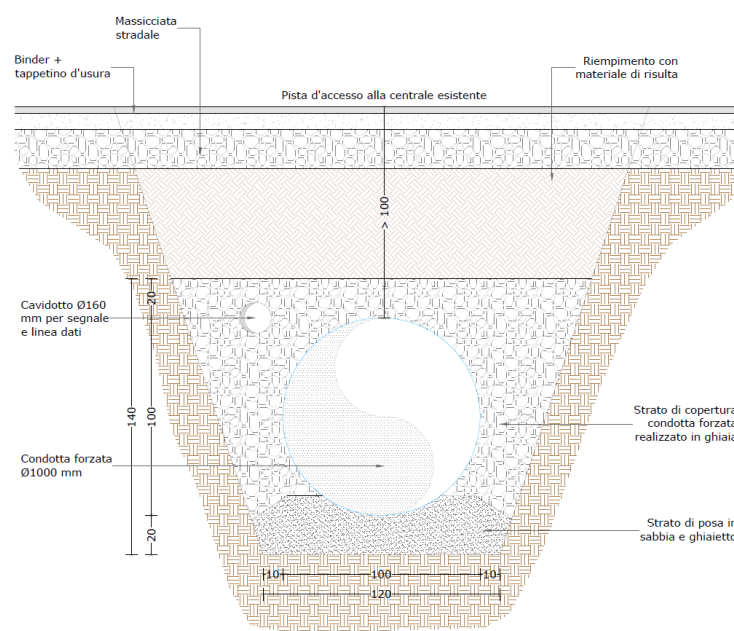 Massicciata
stradale
Binder +
tappetino d'usura
Riempimento con
materiale di risulta
Pista d'accesso alla centrale esistente
> 100
Cavidotto Ø160
mm per segnale
e linea dati
20
140
100
Strato di copertura
condotta forzata
realizzato in ghiaia
Condotta forzata
Ø1000 mm
20
Strato di posa in
sabbia e ghiaietto
10
100
10
120